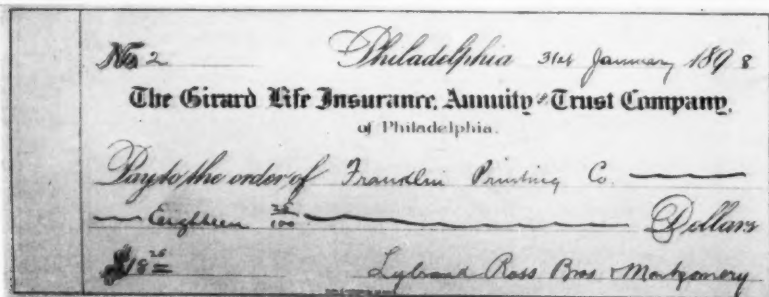 No 2 Philadelphia 31st January 1898
The Girard Life Insurance, Annuity and Trust Company,
of Philadelphia.
Pay to the order of Franklin Printing Co.
Eighteen 25/100 Dollars
$18 25
Lybrand Ross Bros & Montgomery